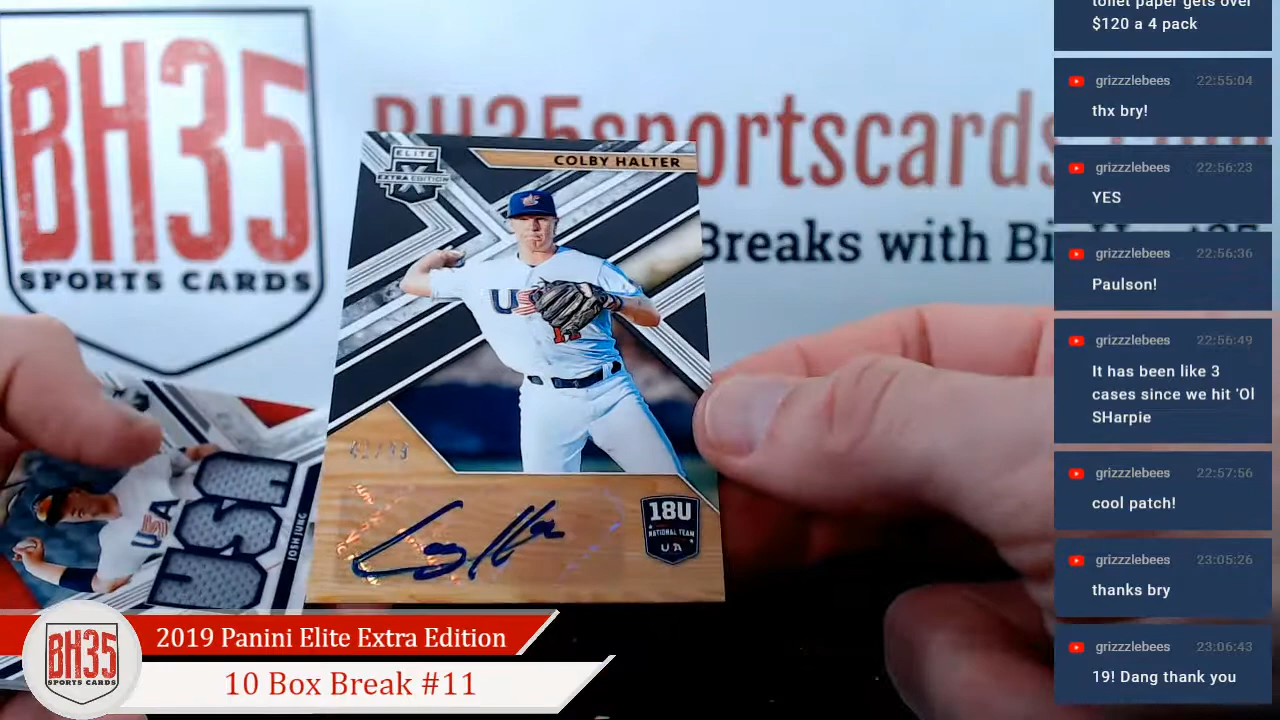 BH35
SPORTS CARDS
BH35sportscards
Breaks with Bi
ELITE
EXTRA EDITION
COLBY HALTER
USA
18U
NATIONAL TEAM
USA
JOSH JUNG
BH35
SPORTS CARDS
2019 Panini Elite Extra Edition
10 Box Break #11
toilet paper gets over
$120 a 4 pack
grizzzlebees 22:55:04
thx bry!
grizzzlebees 22:56:23
YES
grizzzlebees 22:56:36
Paulson!
grizzzlebees 22:56:49
It has been like 3
cases since we hit 'Ol
SHarpie
grizzzlebees 22:57:56
cool patch!
grizzzlebees 23:05:26
thanks bry
grizzzlebees 23:06:43
19! Dang thank you